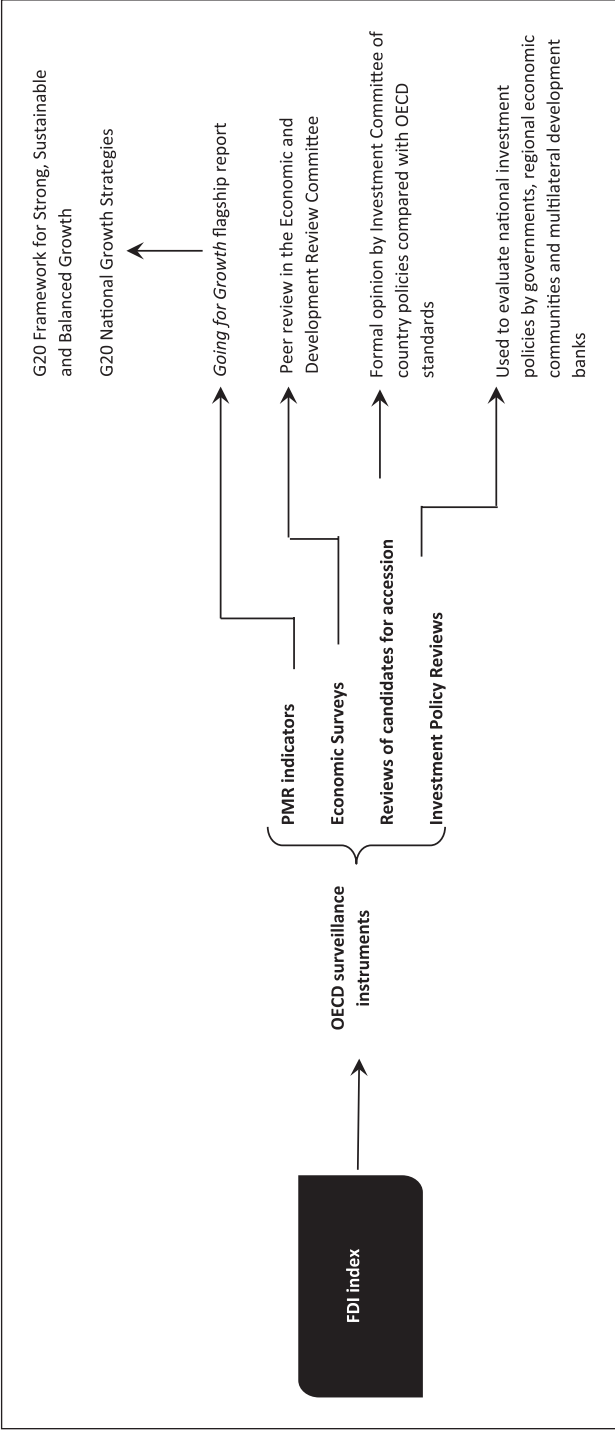 FDI index
OECD surveillance
instruments
PMR indicators
Economic Surveys
Reviews of candidates for accession
Investment Policy Reviews
G20 Framework for Strong, Sustainable
and Balanced Growth
G20 National Growth Strategies
Going for Growth flagship report
Peer review in the Economic and
Development Review Committee
Formal opinion by Investment Committee of
country policies compared with OECD
standards
Used to evaluate national investment
policies by governments, regional economic
communities and multilateral development
banks